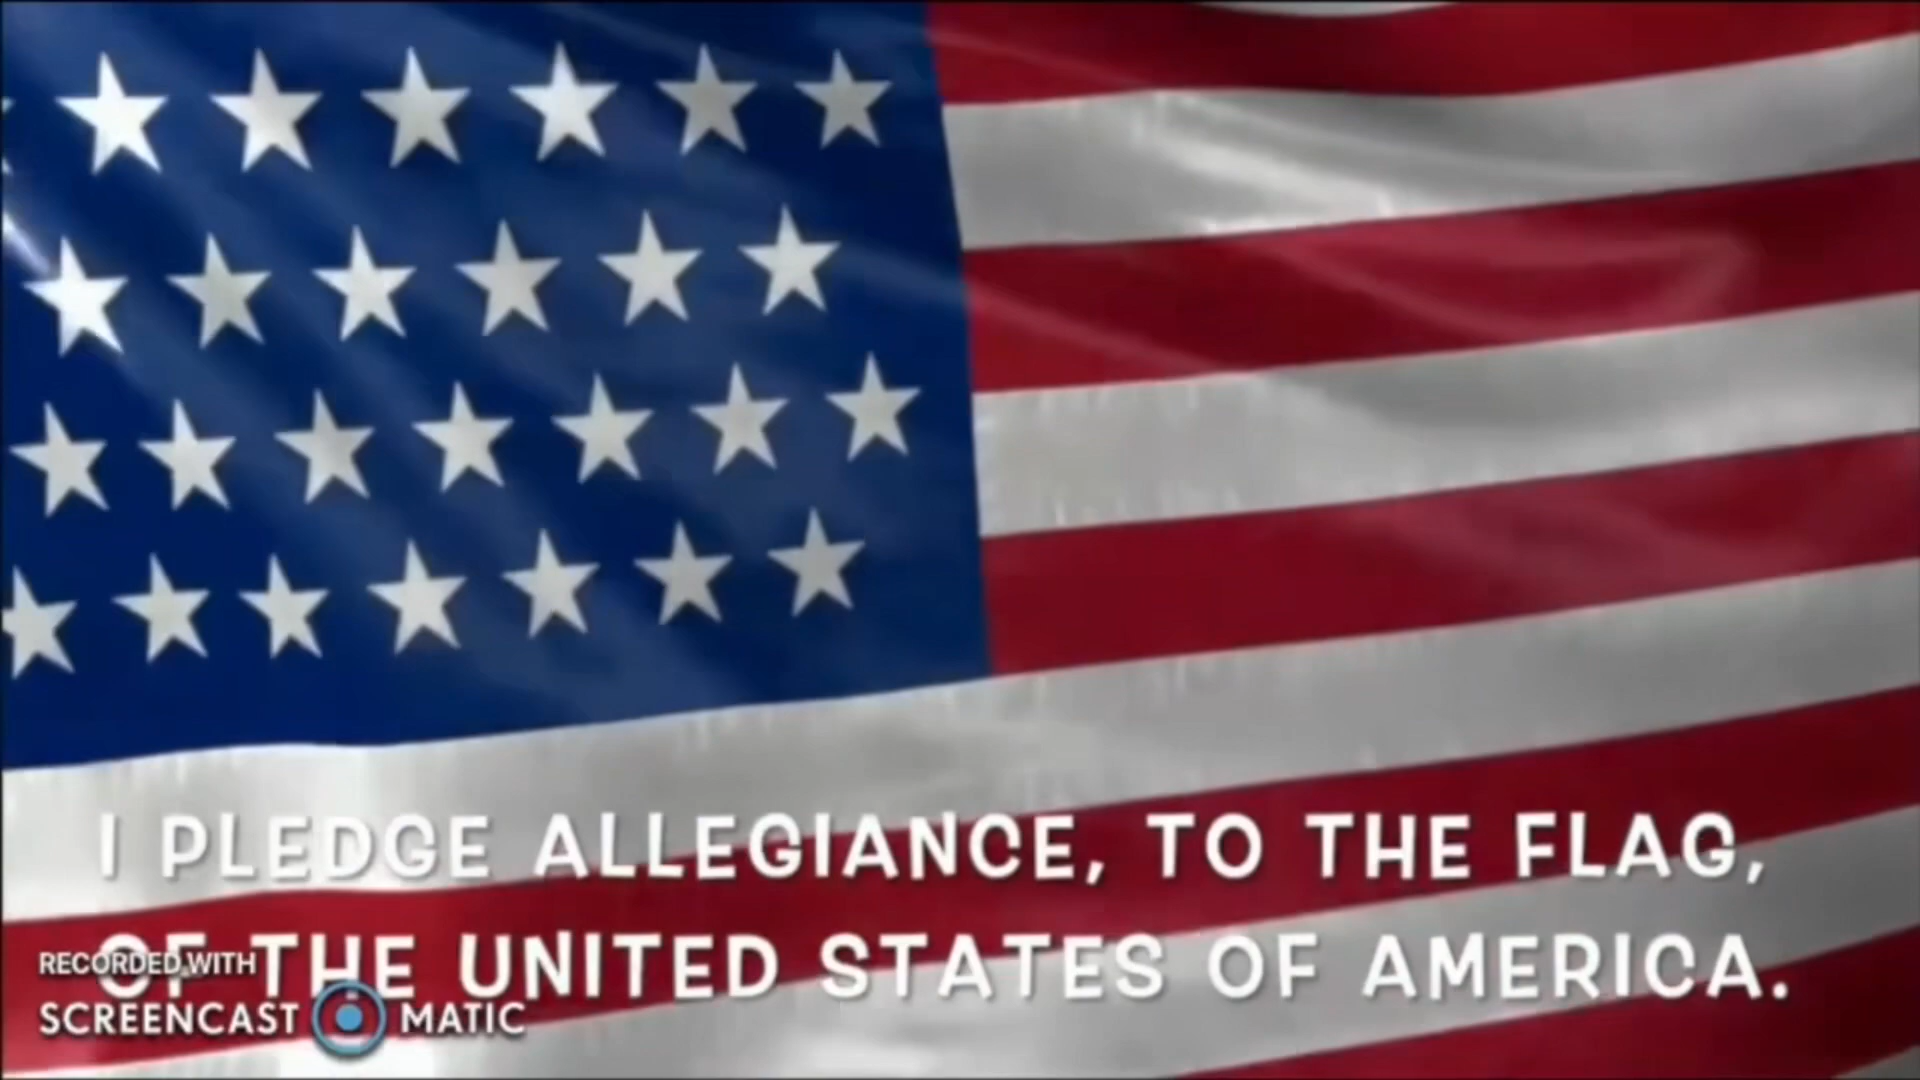 I PLEDGE ALLEGIANCE, TO THE FLAG,
OF THE UNITED STATES OF AMERICA.
RECORDED WITH
SCREENCAST MATIC